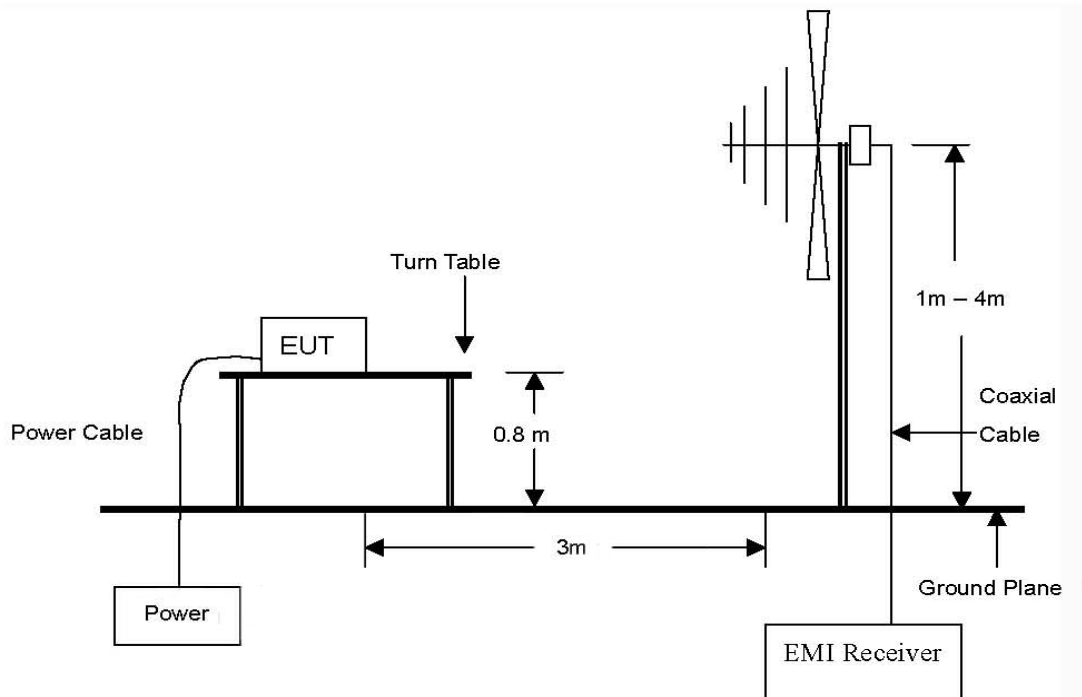 Turn Table
EUT
1m – 4m
Coaxial
Cable
Power Cable
0.8 m
3m
Ground Plane
Power
EMI Receiver